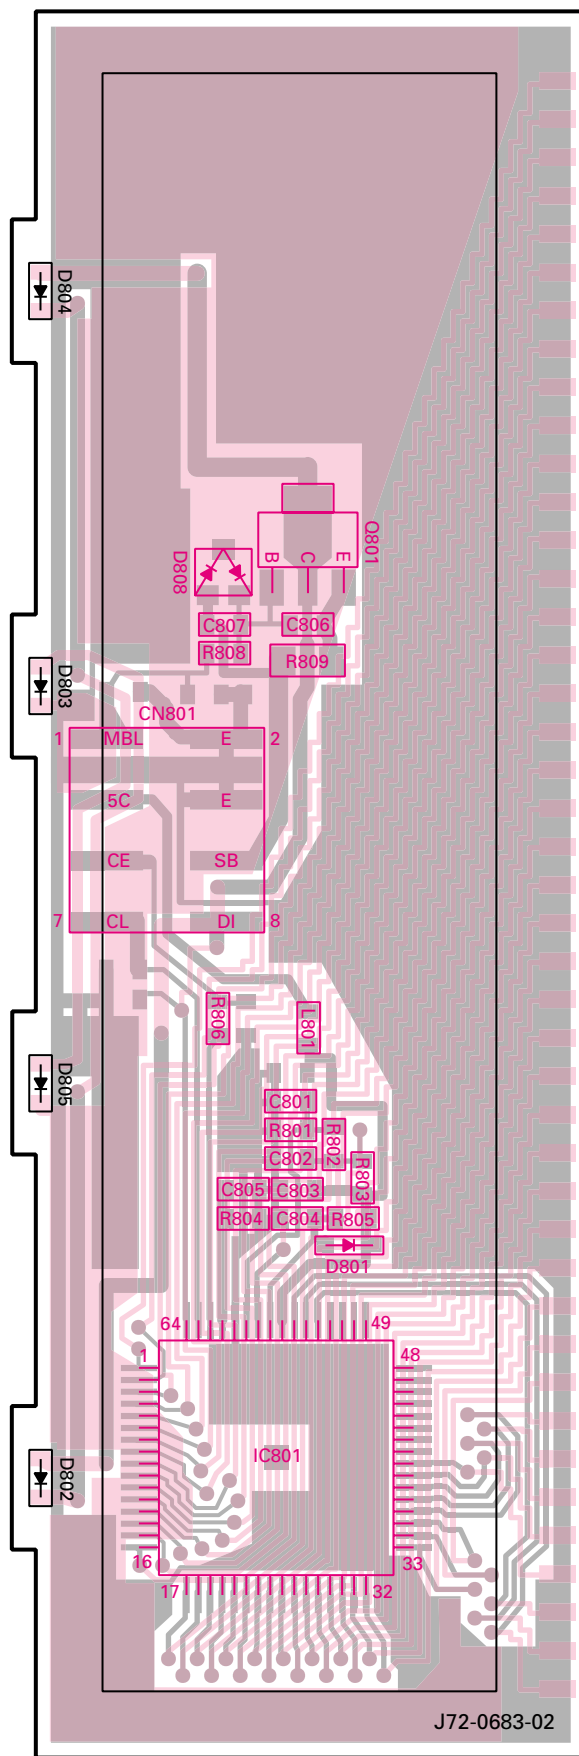 D804
Q801
B C E
D808
C807 C806
R808
R809
D803
CN801
1 MBL E 2
5C E
CE SB
7 CL DI 8
R806
L801
D805
C801
R801
R802
C802
R803
C805 C803
R804 C804 R805
D801
64 49
1 48
IC801
D802
16 33
17 32
J72-0683-02